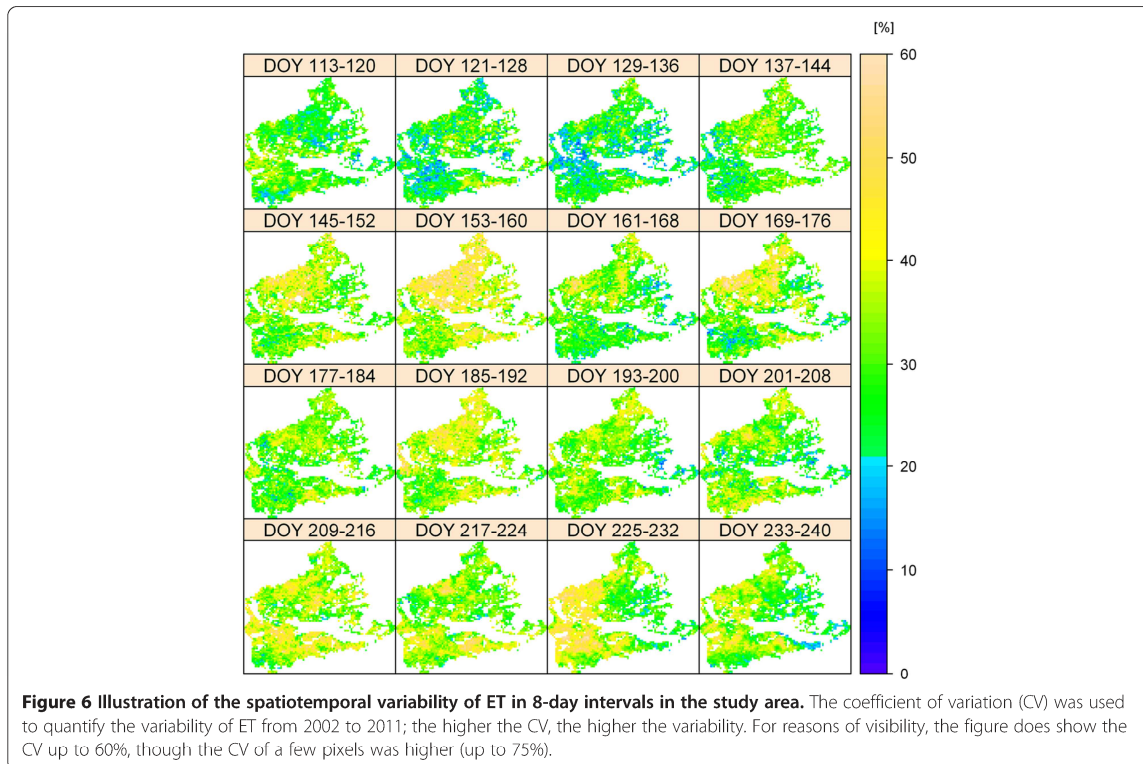 [%]
DOY 113-120 DOY 121-128 DOY 129-136 DOY 137-144
60
50
DOY 145-152 DOY 153-160 DOY 161-168 DOY 169-176
40
DOY 177-184 DOY 185-192 DOY 193-200 DOY 201-208
30
20
DOY 209-216 DOY 217-224 DOY 225-232 DOY 233-240
10
0
Figure 6 Illustration of the spatiotemporal variability of ET in 8-day intervals in the study area. The coefficient of variation (CV) was used
to quantify the variability of ET from 2002 to 2011; the higher the CV, the higher the variability. For reasons of visibility, the figure does show the
CV up to 60%, though the CV of a few pixels was higher (up to 75%).